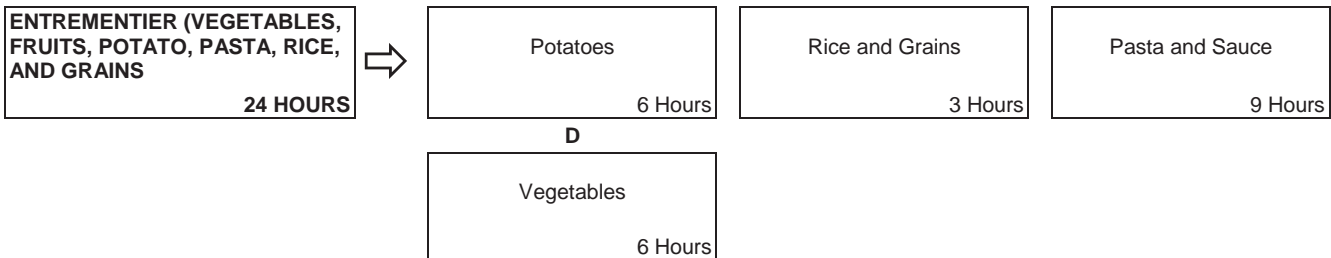 ENTREMENTIER (VEGETABLES,
FRUITS, POTATO, PASTA, RICE,
AND GRAINS
24 HOURS
Potatoes
6 Hours
Rice and Grains
3 Hours
Pasta and Sauce
9 Hours
D
Vegetables
6 Hours